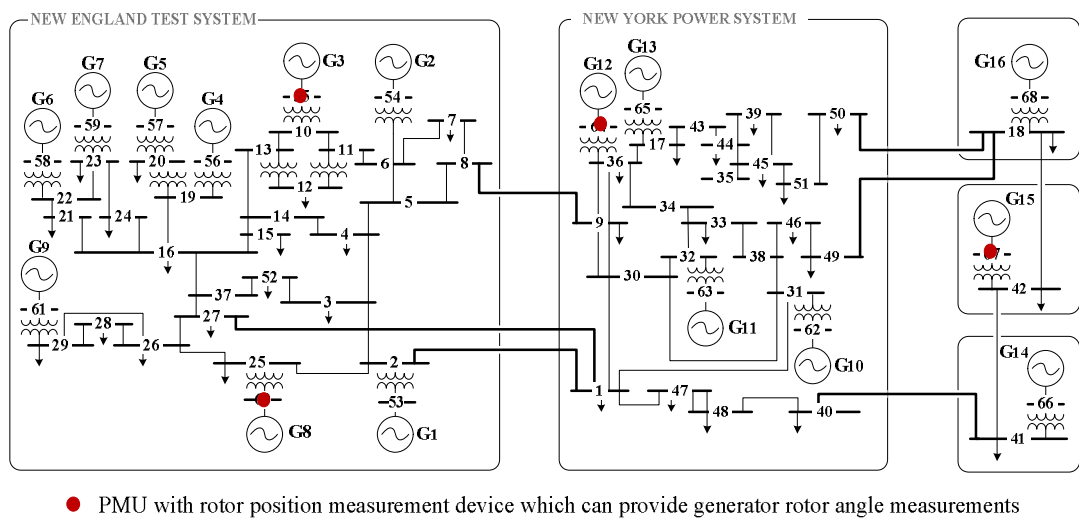 NEW ENGLAND TEST SYSTEM
NEW YORK POWER SYSTEM
G7 G5 G3 G2
G6 G4
59 57 54
58 23 20 56 10 7
13 11 6 8
22 19 12
21 24 14 5
16 15 4
G9
61 37 52 3
28 27
29 26 25 2
53
G8 G1
G12 G13
65 43 39 50
36 17 44 45
35 51
34 33 46
9 32 38 49
30 63 31
G11 62
G10
1 47
48 40
G16
68
18
G15
42
G14
66
41
PMU with rotor position measurement device which can provide generator rotor angle measurements